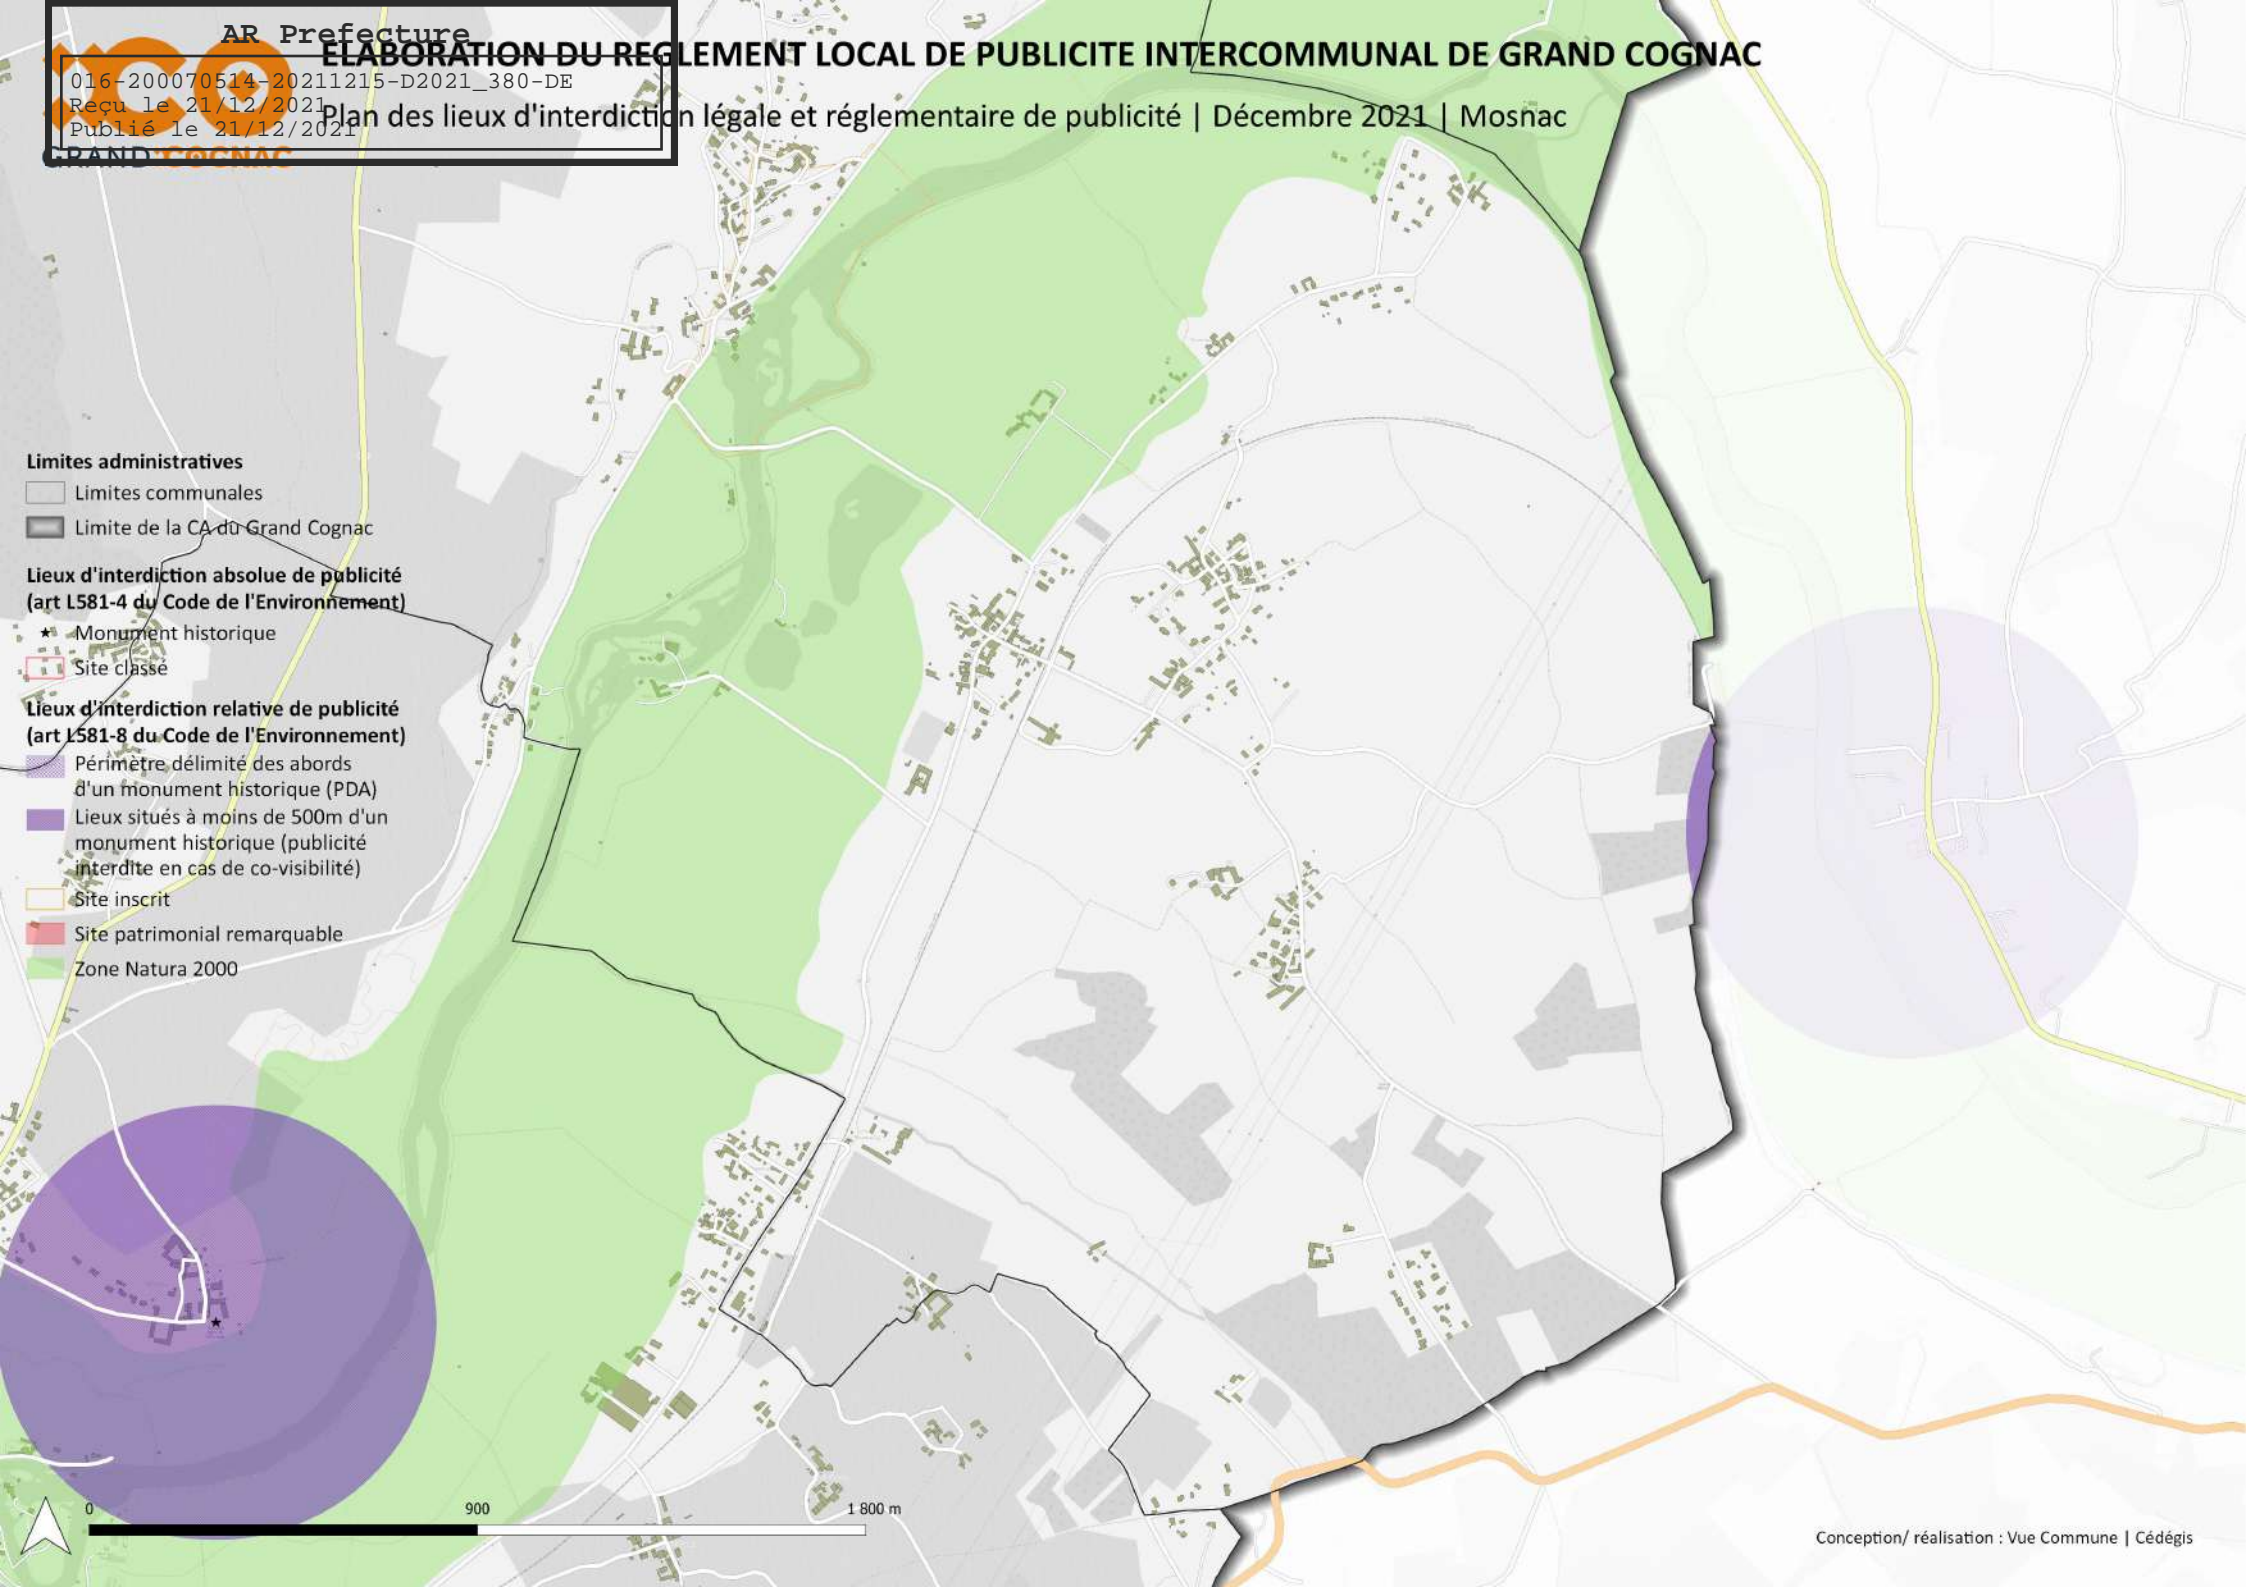 AR Prefecture
016-200070514-20211215-D2021_380-DE
Reçu le 21/12/2021
Publié le 21/12/2021
GRAND COGNAC
ELABORATION DU REGLEMENT LOCAL DE PUBLICITE INTERCOMMUNAL DE GRAND COGNAC
Plan des lieux d'interdiction légale et réglementaire de publicité | Décembre 2021 | Mosnac
Limites administratives
Limites communales
Limite de la CA du Grand Cognac
Lieux d'interdiction absolue de publicité
(art L581-4 du Code de l'Environnement)
Monument historique
Site classé
Lieux d'interdiction relative de publicité
(art L581-8 du Code de l'Environnement)
Périmètre délimité des abords
d'un monument historique (PDA)
Lieux situés à moins de 500m d'un
monument historique (publicité
interdite en cas de co-visibilité)
Site inscrit
Site patrimonial remarquable
Zone Natura 2000
0 900 1 800 m
Conception/ réalisation : Vue Commune | Cédégis